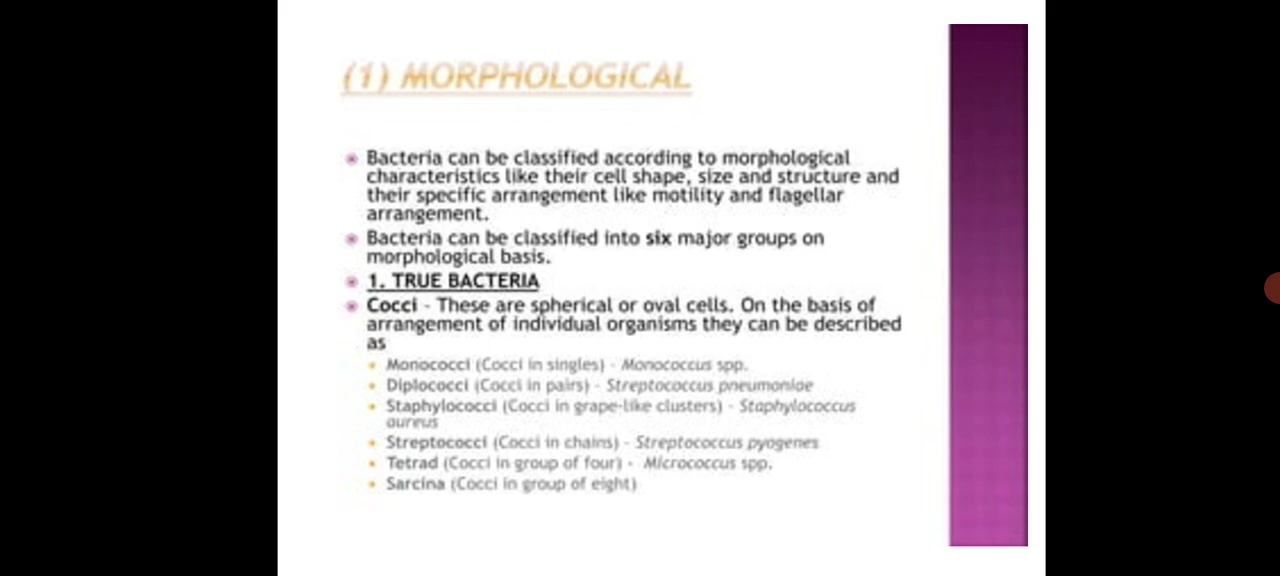 (1) MORPHOLOGICAL
Bacteria can be classified according to morphological
characteristics like their cell shape, size and structure and
their specific arrangement like motility and flagellar
arrangement.
Bacteria can be classified into six major groups on
morphological basis.
1. TRUE BACTERIA
Cocci - These are spherical or oval cells. On the basis of
arrangement of individual organisms they can be described
as
Monococci (Cocci in singles) - Monococcus spp.
Diplococci (Cocci in pairs) - Streptococcus pneumoniae
Staphylococci (Cocci in grape-like clusters) - Staphylococcus
aureus
Streptococci (Cocci in chains) - Streptococcus pyogenes
Tetrad (Cocci in group of four) - Micrococcus spp.
Sarcina (Cocci in group of eight)